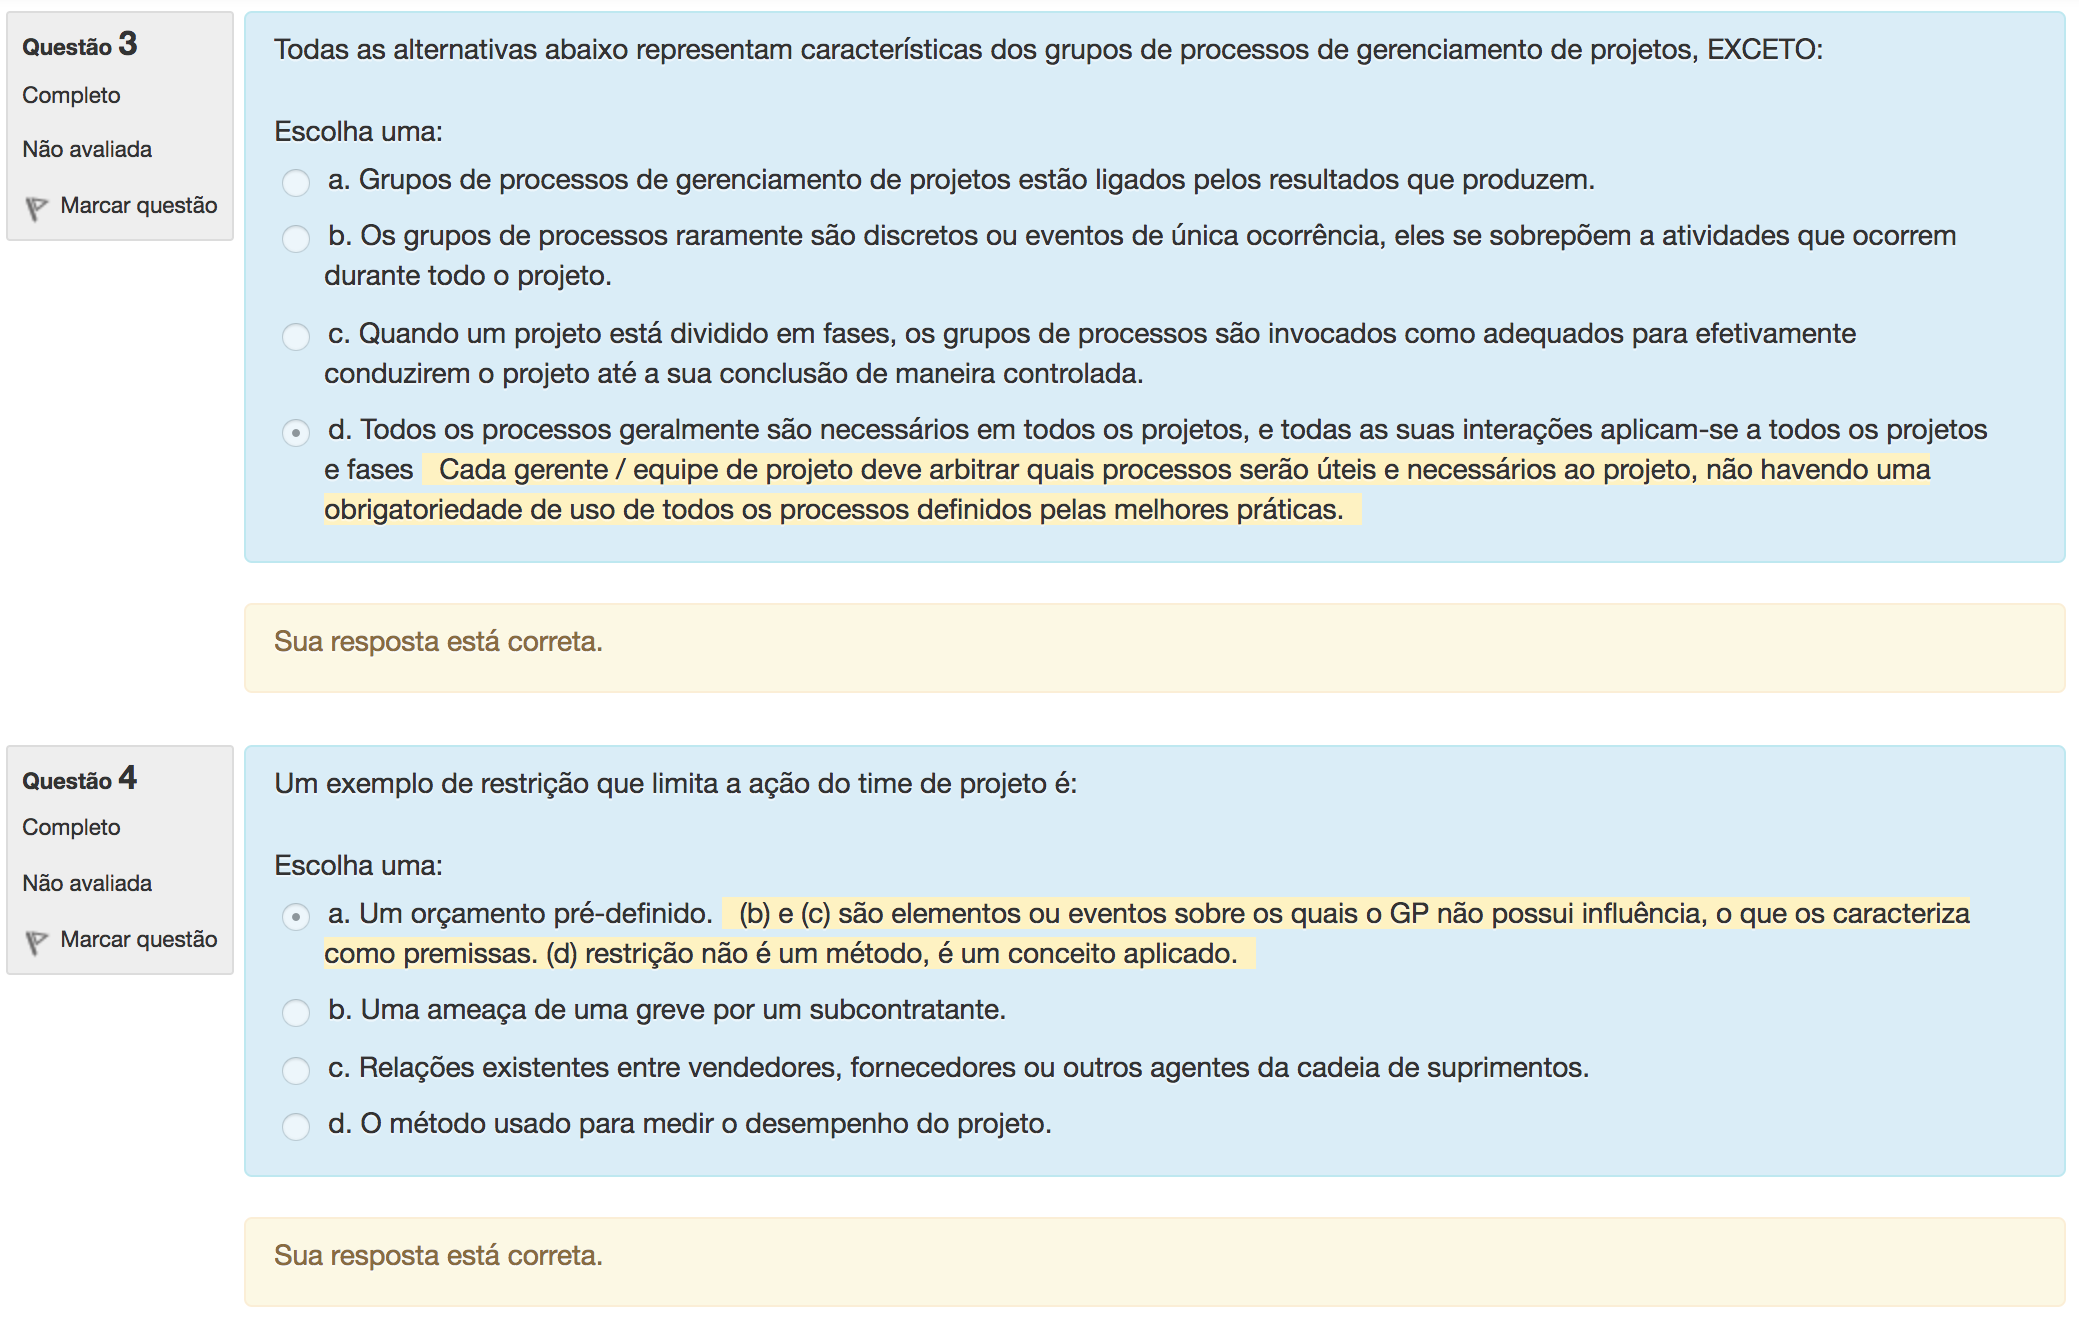 Questão 3
Completo
Não avaliada
Marcar questão
Todas as alternativas abaixo representam características dos grupos de processos de gerenciamento de projetos, EXCETO:
Escolha uma:
a. Grupos de processos de gerenciamento de projetos estão ligados pelos resultados que produzem.
b. Os grupos de processos raramente são discretos ou eventos de única ocorrência, eles se sobrepõem a atividades que ocorrem
durante todo o projeto.
c. Quando um projeto está dividido em fases, os grupos de processos são invocados como adequados para efetivamente
conduzirem o projeto até a sua conclusão de maneira controlada.
d. Todos os processos geralmente são necessários em todos os projetos, e todas as suas interações aplicam-se a todos os projetos
e fases Cada gerente / equipe de projeto deve arbitrar quais processos serão úteis e necessários ao projeto, não havendo uma
obrigatoriedade de uso de todos os processos definidos pelas melhores práticas.
Sua resposta está correta.
Questão 4
Completo
Não avaliada
Marcar questão
Um exemplo de restrição que limita a ação do time de projeto é:
Escolha uma:
a. Um orçamento pré-definido. (b) e (c) são elementos ou eventos sobre os quais o GP não possui influência, o que os caracteriza
como premissas. (d) restrição não é um método, é um conceito aplicado.
b. Uma ameaça de uma greve por um subcontratante.
c. Relações existentes entre vendedores, fornecedores ou outros agentes da cadeia de suprimentos.
d. O método usado para medir o desempenho do projeto.
Sua resposta está correta.